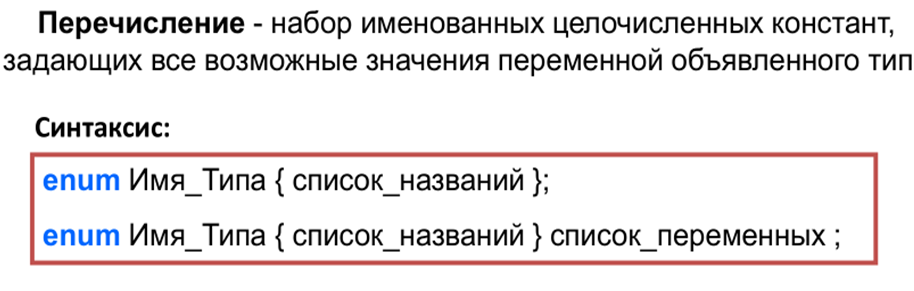 Перечисление - набор именованных целочисленных констант,
задающих все возможные значения переменной объявленного тип
Синтаксис:
enum Имя_Типа { список_названий };
enum Имя_Типа { список_названий } список_переменных ;